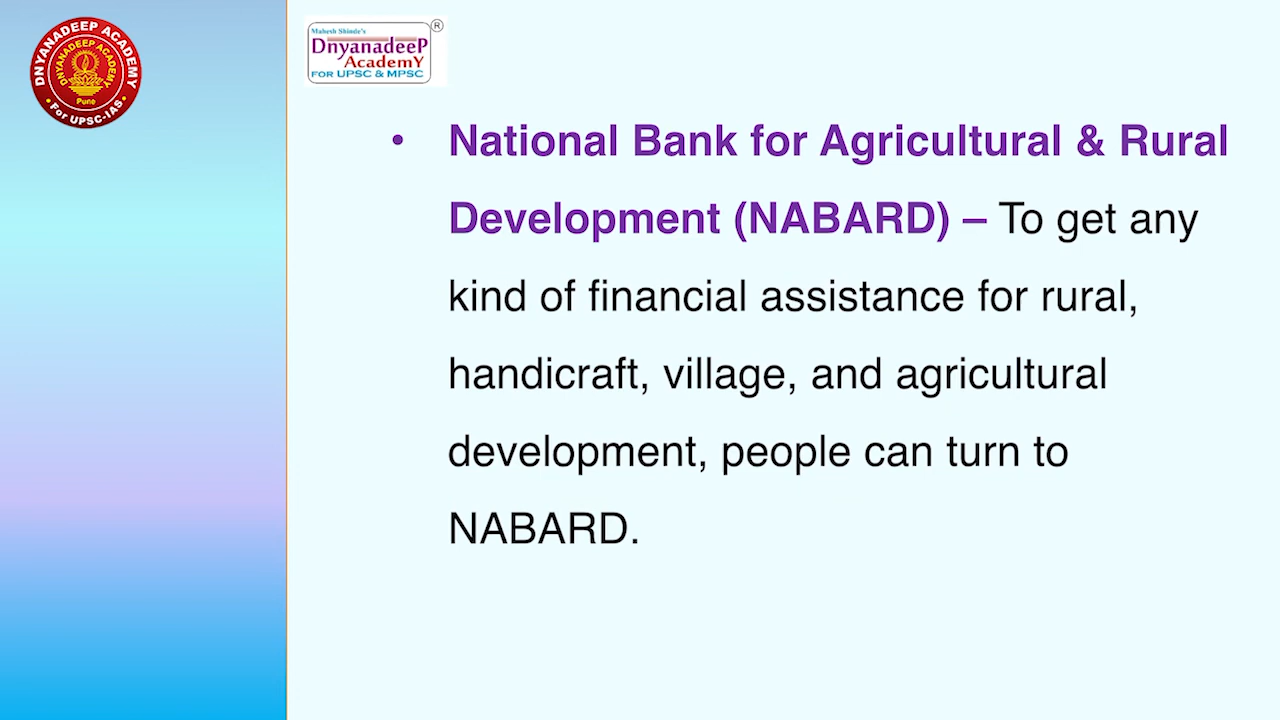 DNYANADEEP ACADEMY
DNYANADEEP ACADEMY
Pune
• For UPSC-IAS •
Mahesh Shinde's
DnyanadeeP
AcademY
FOR UPSC & MPSC
®
• National Bank for Agricultural & Rural
Development (NABARD) – To get any
kind of financial assistance for rural,
handicraft, village, and agricultural
development, people can turn to
NABARD.